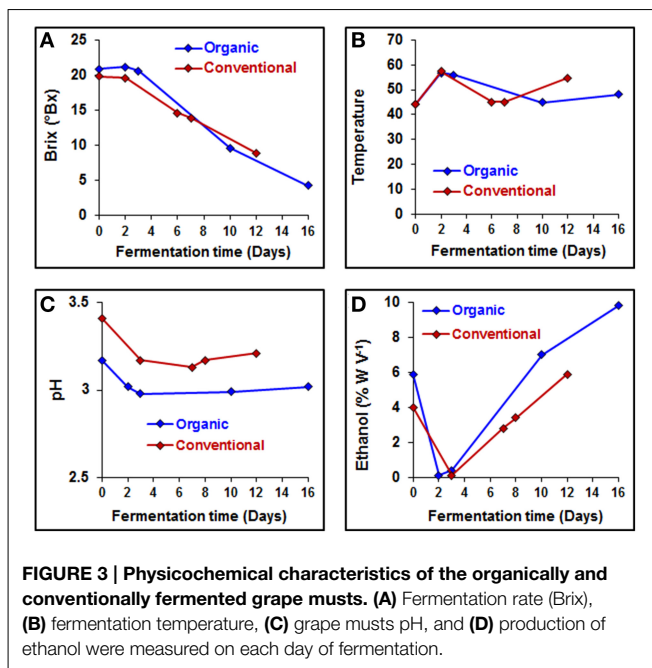 A
Organic
Conventional
25
20
15
10
5
0
Brix (°Bx)
0 2 4 6 8 10 12 14 16
Fermentation time (Days)
B
70
60
50
40
30
20
10
0
Temperature
Organic
Conventional
0 2 4 6 8 10 12 14 16
Fermentation time (Days)
C
3.5
3
2.5
pH
Organic
Conventional
0 2 4 6 8 10 12 14 16
Fermentation time (Days)
D
10
8
6
4
2
0
Ethanol (% W V-1)
Organic
Conventional
0 2 4 6 8 10 12 14 16
Fermentation time (Days)
FIGURE 3 | Physicochemical characteristics of the organically and
conventionally fermented grape musts. (A) Fermentation rate (Brix),
(B) fermentation temperature, (C) grape musts pH, and (D) production of
ethanol were measured on each day of fermentation.